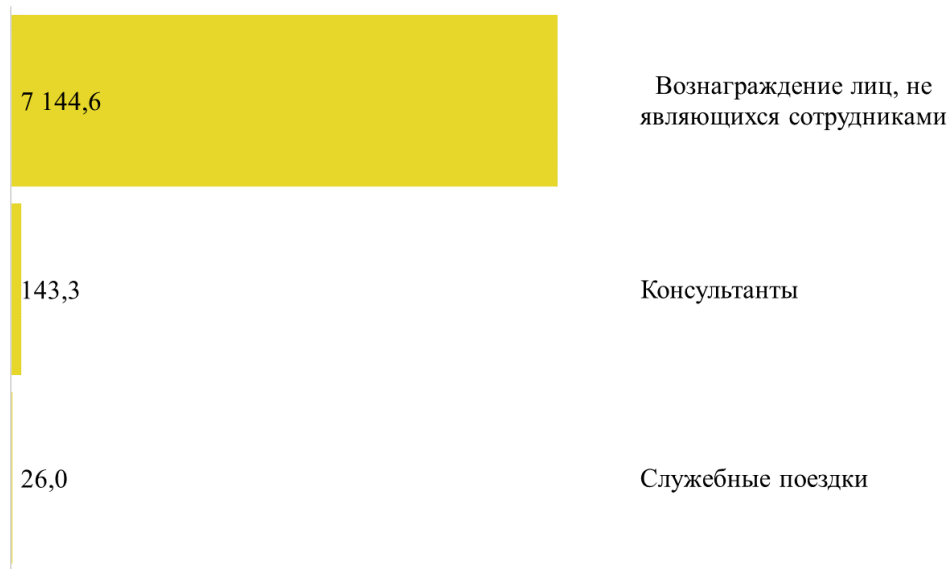 7 144,6
Вознаграждение лиц, не
являющихся сотрудниками
143,3
Консультанты
26,0
Служебные поездки